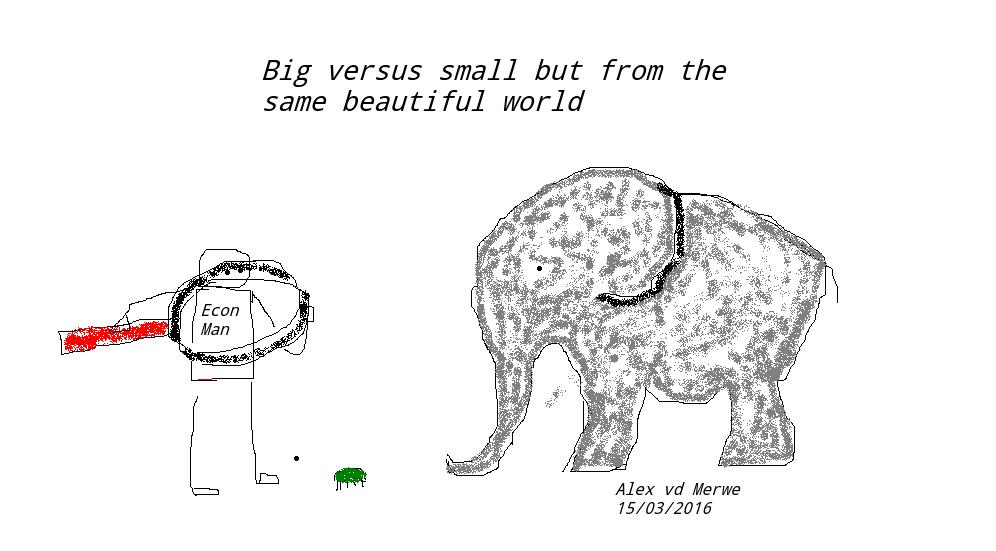 Big versus small but from the
same beautiful world
Econ
Man
Alex vd Merwe
15/03/2016